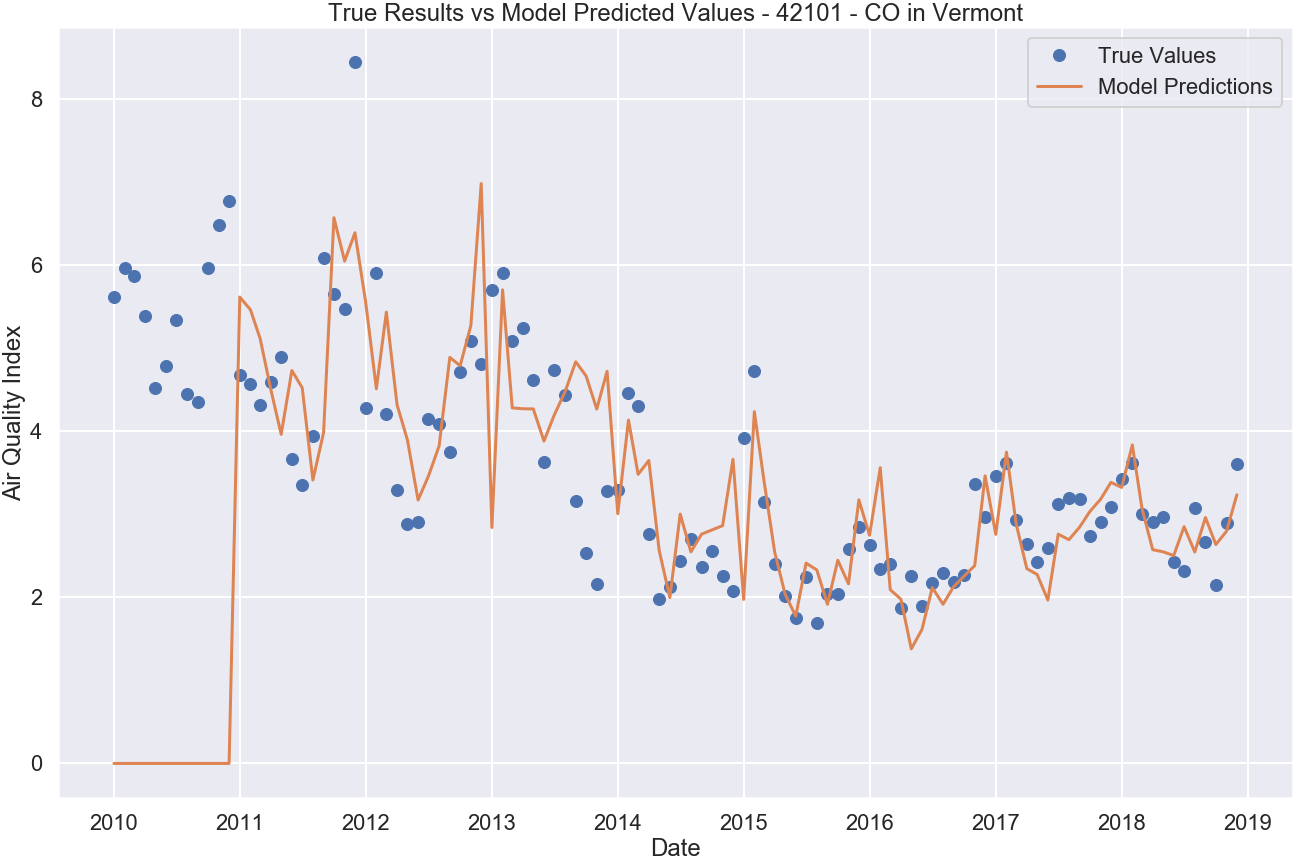 True Results vs Model Predicted Values - 42101 - CO in Vermont
True Values
Model Predictions
Air Quality Index
8
6
4
2
0
2010 2011 2012 2013 2014 2015 2016 2017 2018 2019
Date